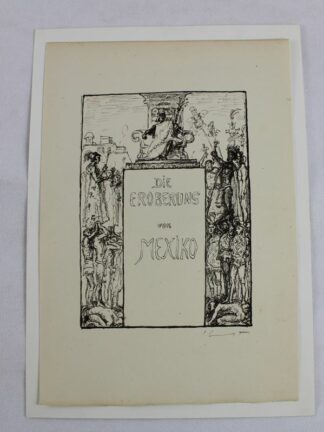 DIE
EROBERUNG
VON
MEXIKO